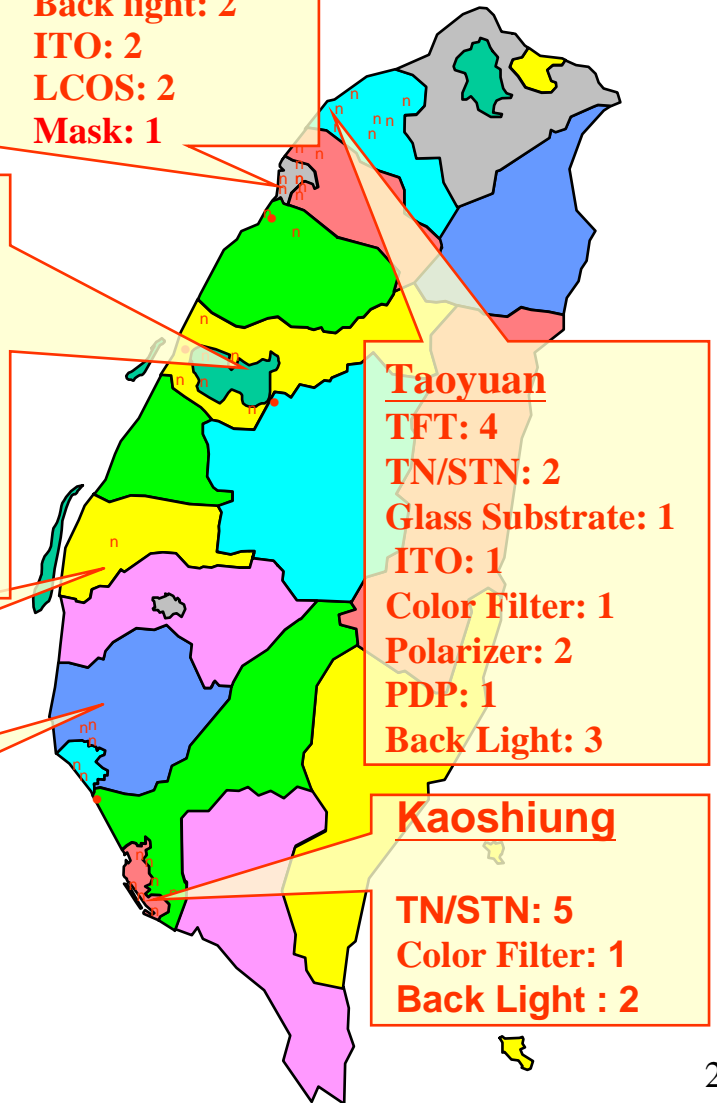 Back light: 2
ITO: 2
LCOS: 2
Mask: 1
Taoyuan
TFT: 4
TN/STN: 2
Glass Substrate: 1
ITO: 1
Color Filter: 1
Polarizer: 2
PDP: 1
Back Light: 3
Kaoshiung
TN/STN: 5
Color Filter: 1
Back Light : 2
2